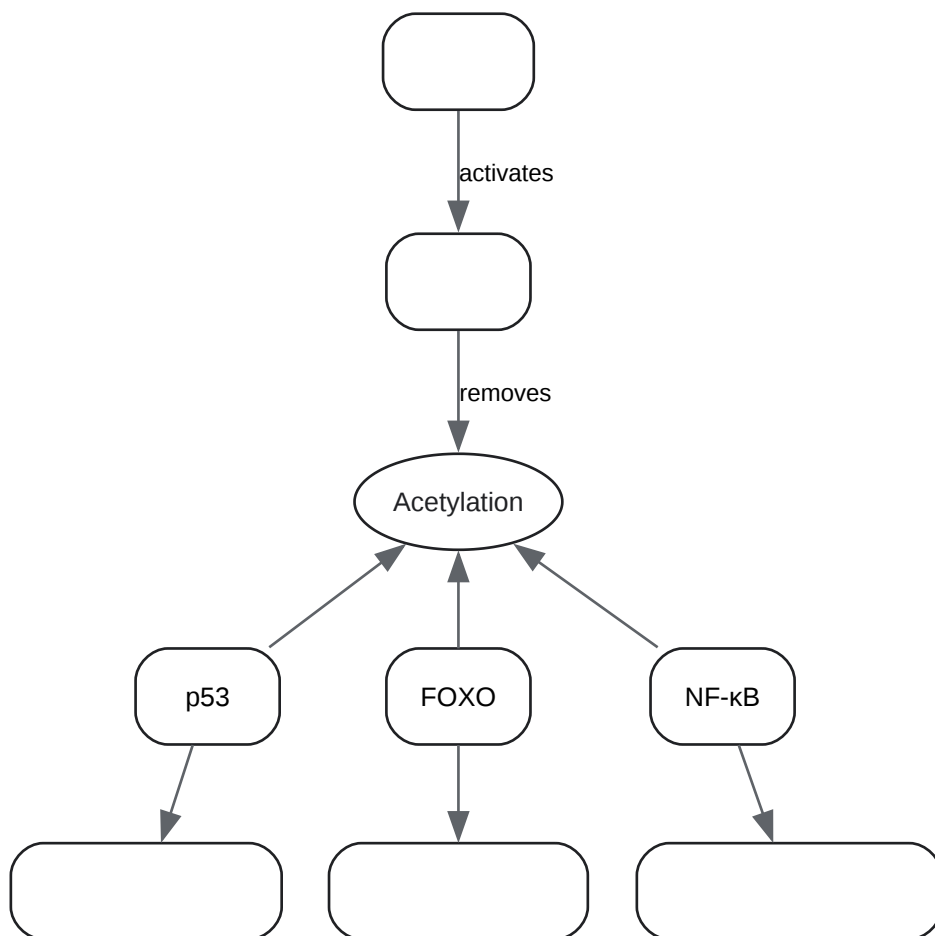 activates
removes
Acetylation
p53
FOXO
NF-κB